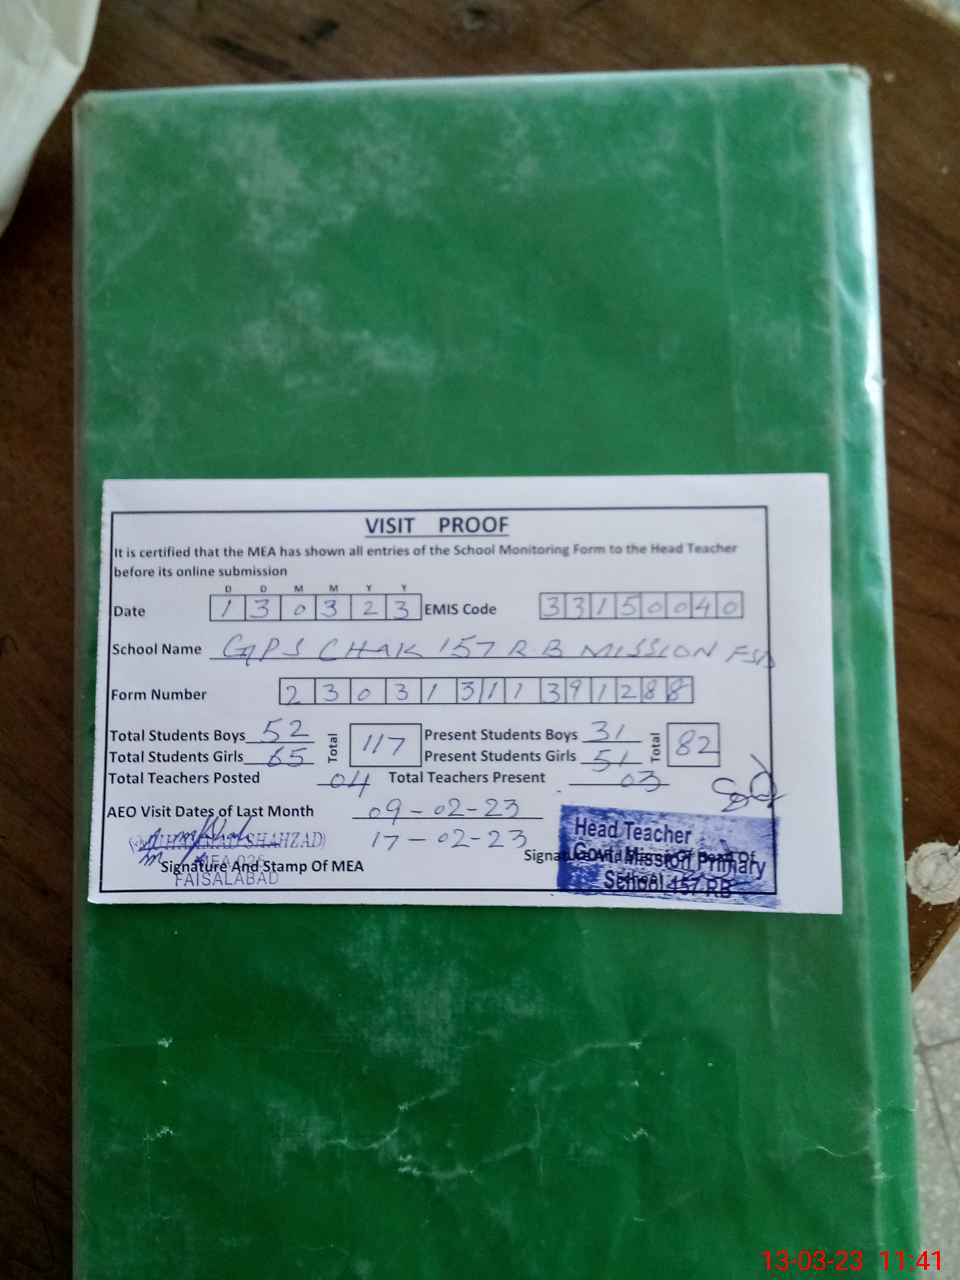 VISIT PROOF
It is certified that the MEA has shown all entries of the School Monitoring Form to the Head Teacher
before its online submission
D D M M Y Y
Date 1 3 0 3 2 3 EMIS Code 3 3 1 5 0 0 4 0
School Name GPS CHAK 157 R B MISSION FSD
Form Number 2 3 0 3 1 3 1 1 3 9 1 2 8 8
Total Students Boys 52 Total 117 Present Students Boys 31 Total 82
Total Students Girls 65 Present Students Girls 51
Total Teachers Posted 04 Total Teachers Present 03
AEO Visit Dates of Last Month 09-02-23
17-02-23
SHAHZAD)
Signature And Stamp Of MEA
FAISALABAD
Head Teacher
Govt. Mission Primary
School 157 RB
13-03-23 11:41